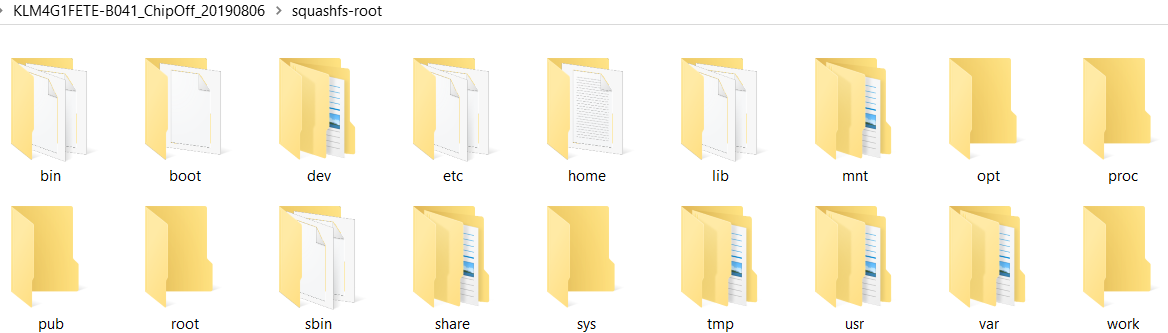 KLM4G1FETE-B041_ChipOff_20190806 > squashfs-root
bin boot dev etc home lib mnt opt proc
pub root sbin share sys tmp usr var work